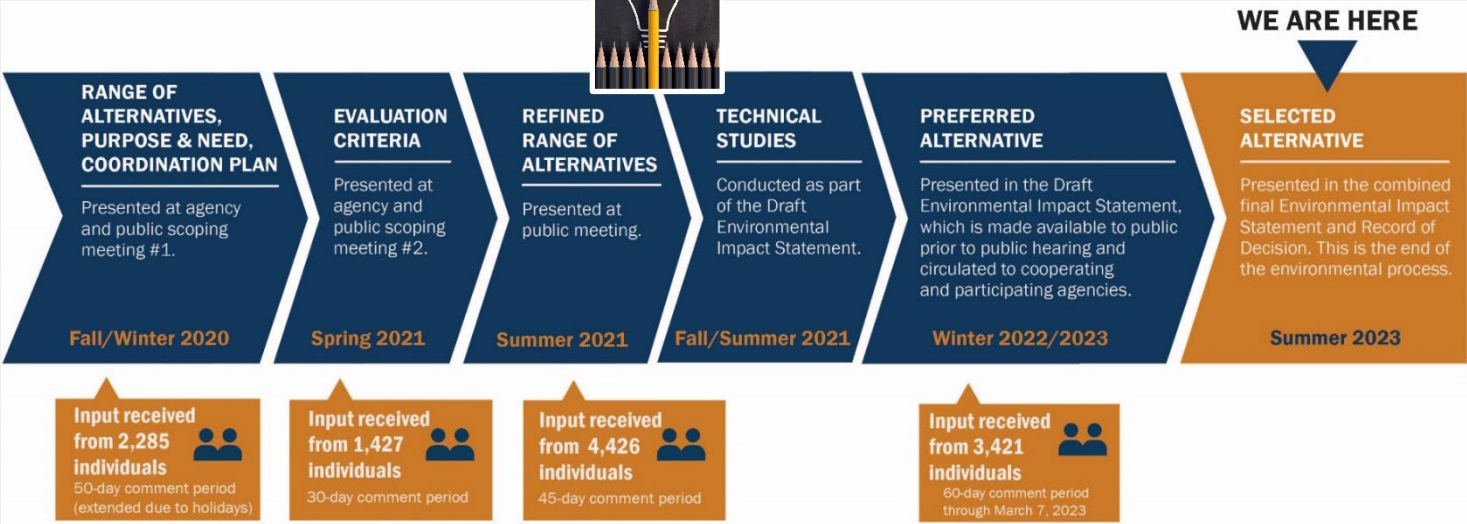 WE ARE HERE
RANGE OF
ALTERNATIVES,
PURPOSE & NEED,
COORDINATION PLAN
Presented at agency
and public scoping
meeting #1.
Fall/Winter 2020
EVALUATION
CRITERIA
Presented at
agency and
public scoping
meeting #2.
Spring 2021
REFINED
RANGE OF
ALTERNATIVES
Presented at
public meeting.
Summer 2021
TECHNICAL
STUDIES
Conducted as part
of the Draft
Environmental
Impact Statement.
Fall/Summer 2021
PREFERRED
ALTERNATIVE
Presented in the Draft
Environmental Impact Statement,
which is made available to public
prior to public hearing and
circulated to cooperating
and participating agencies.
Winter 2022/2023
SELECTED
ALTERNATIVE
Presented in the combined
final Environmental Impact
Statement and Record of
Decision. This is the end of
the environmental process.
Summer 2023
Input received
from 2,285
individuals
50-day comment period
(extended due to holidays)
Input received
from 1,427
individuals
30-day comment period
Input received
from 4,426
individuals
45-day comment period
Input received
from 3,421
individuals
60-day comment period
through March 7, 2023